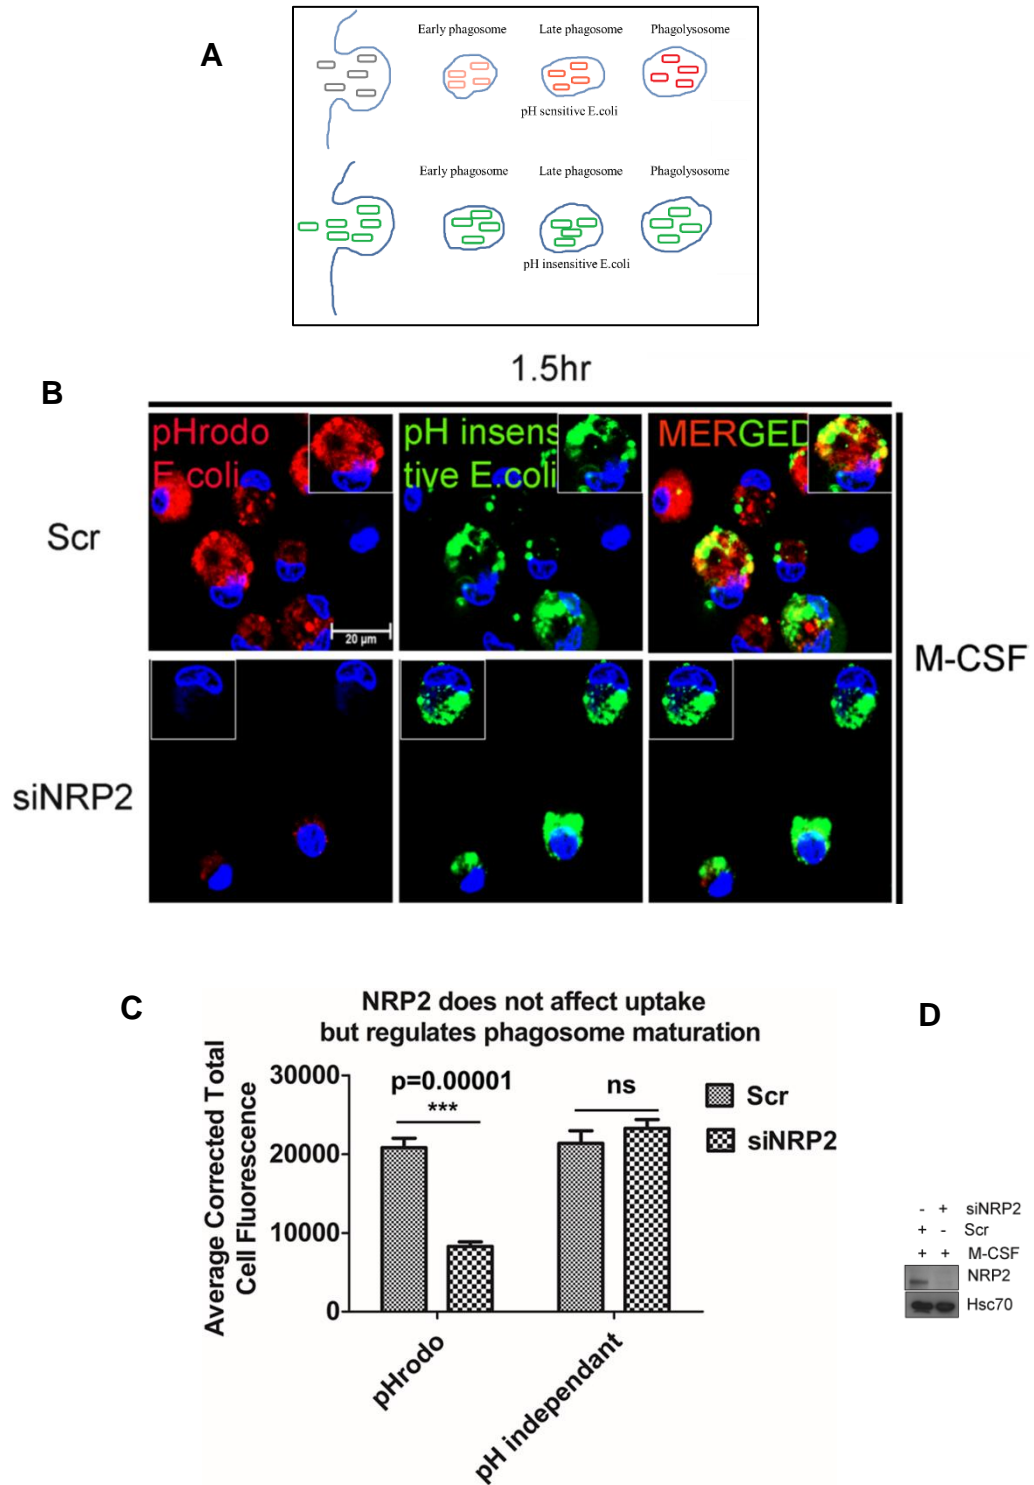 A
Early phagosome Late phagosome Phagolysosome
pH sensitive E.coli
Early phagosome Late phagosome Phagolysosome
pH insensitive E.coli
1.5hr
B
pHrodo
E.coli
pH insens
tive E.coli
MERGED
Scr
20 µm
M-CSF
siNRP2
C
NRP2 does not affect uptake
but regulates phagosome maturation
Average Corrected Total
Cell Fluorescence
30000
20000
10000
0
p=0.00001
***
ns
Scr
siNRP2
pHrodo
pH independant
D
- + siNRP2
+ - Scr
+ + M-CSF
NRP2
Hsc70